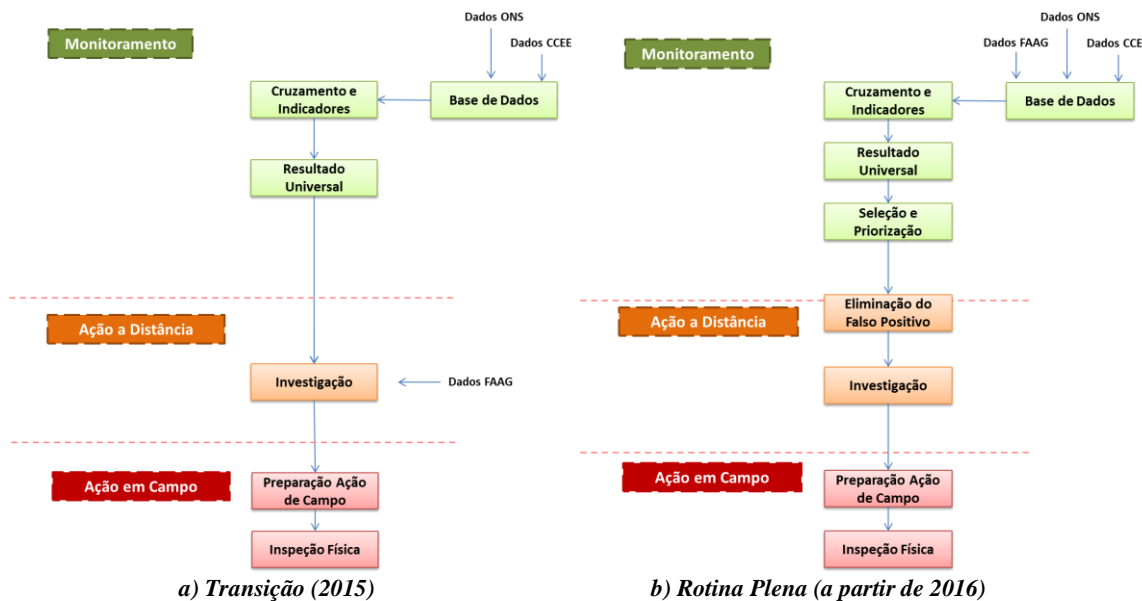 Dados ONS
Dados CCEE
Monitoramento
Cruzamento e
Indicadores
Base de Dados
Resultado
Universal
Ação a Distância
Investigação
Dados FAAG
Ação em Campo
Preparação Ação
de Campo
Inspeção Física
a) Transição (2015)
Dados ONS
Dados FAAG
Dados CCE
Monitoramento
Cruzamento e
Indicadores
Base de Dados
Resultado
Universal
Seleção e
Priorização
Eliminação do
Falso Positivo
Ação a Distância
Investigação
Ação em Campo
Preparação Ação
de Campo
Inspeção Física
b) Rotina Plena (a partir de 2016)